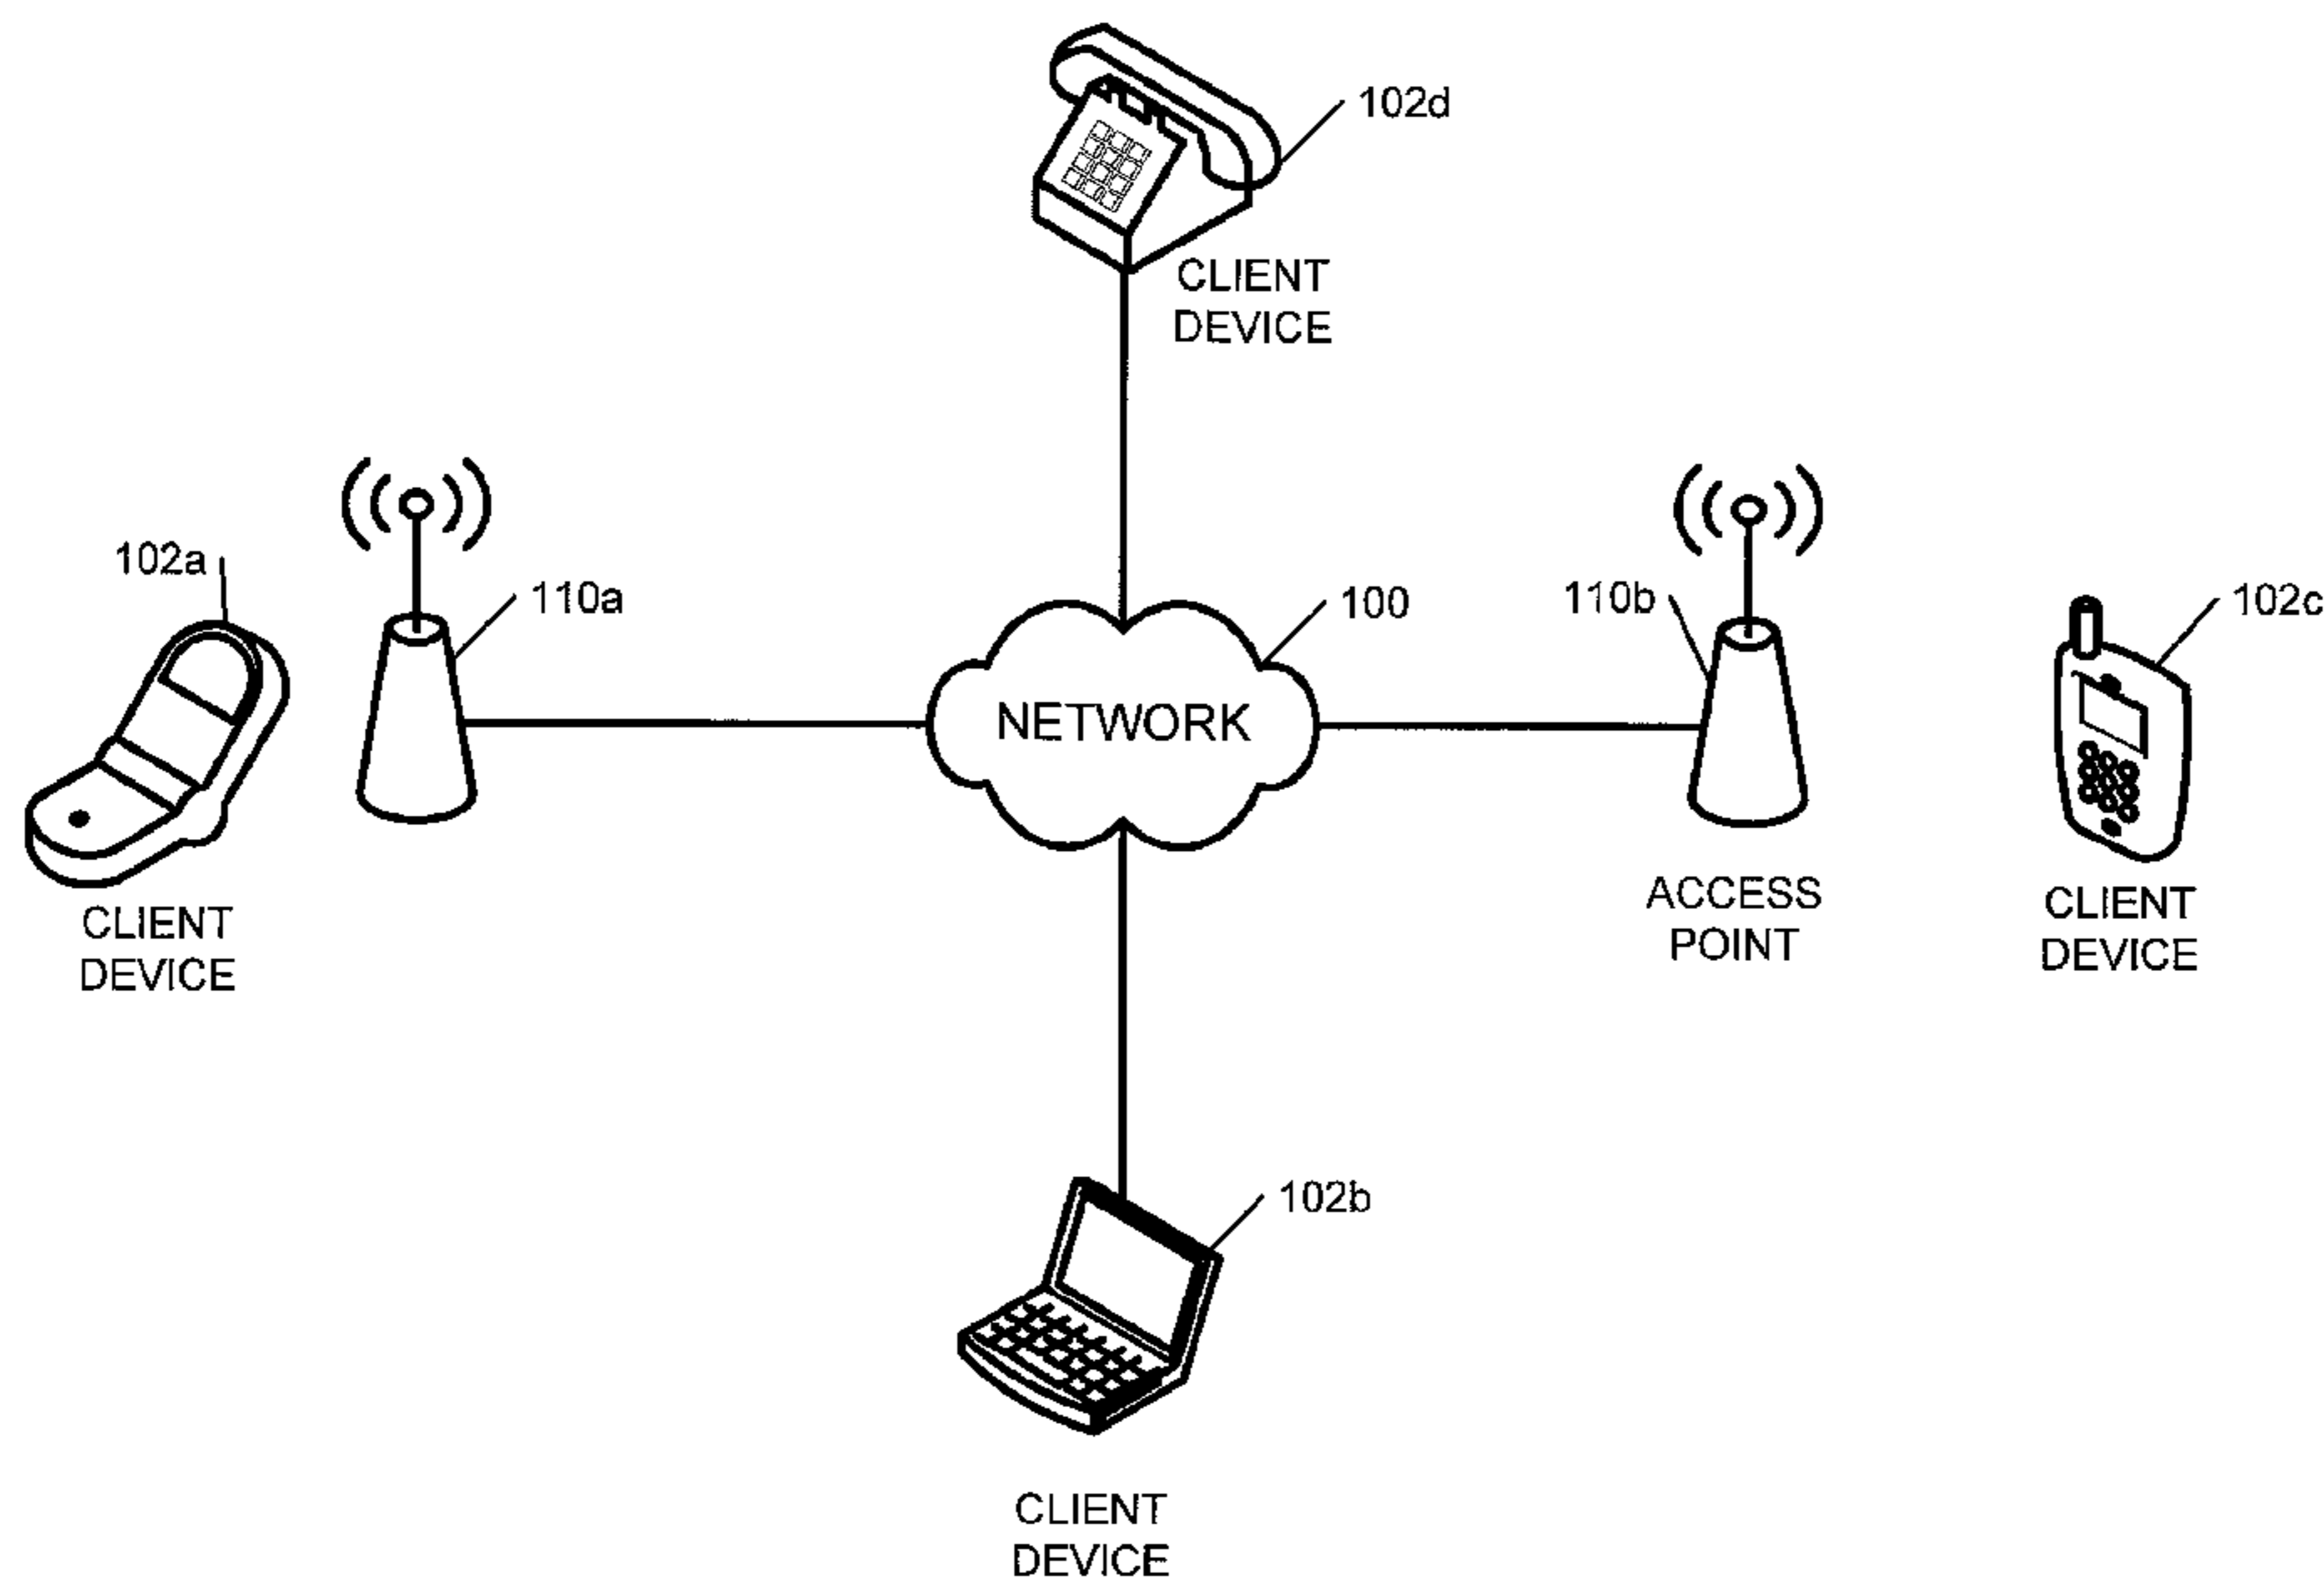 102d
CLIENT
DEVICE
102a
110a
100
110b
102c
NETWORK
ACCESS
POINT
CLIENT
DEVICE
CLIENT
DEVICE
102b
CLIENT
DEVICE